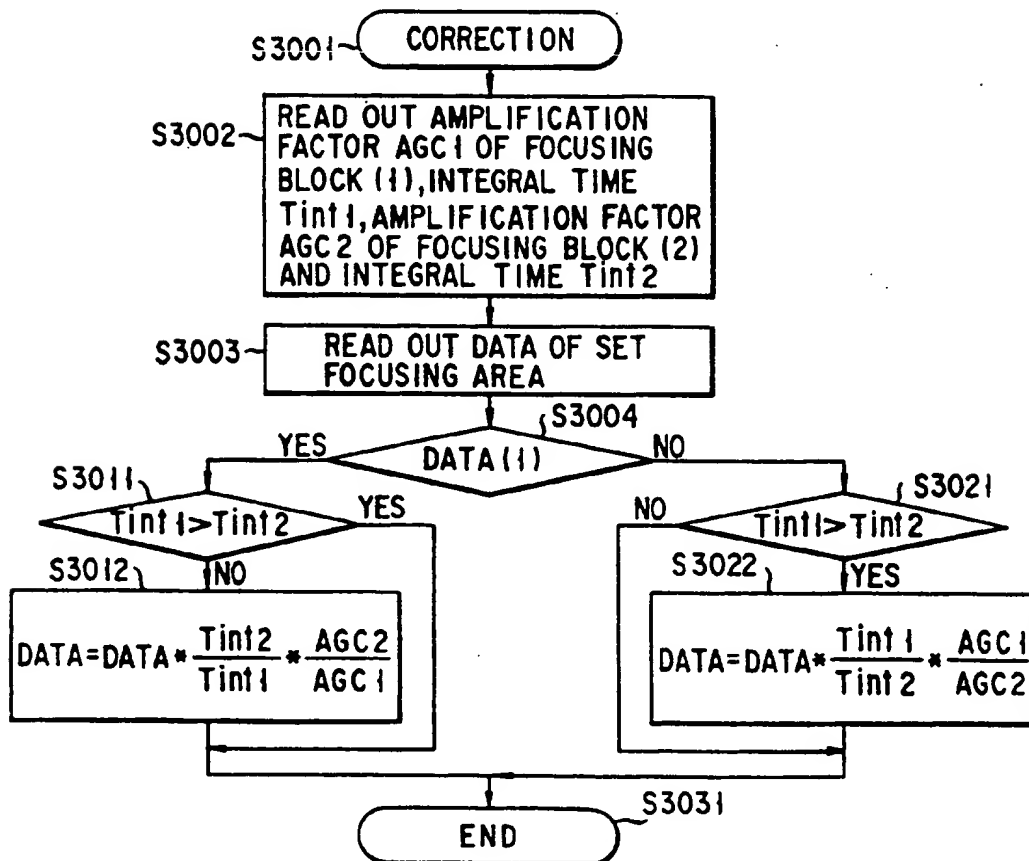 CORRECTION
S3001
READ OUT AMPLIFICATION
FACTOR AGC1 OF FOCUSING
BLOCK (1), INTEGRAL TIME
Tint1, AMPLIFICATION FACTOR
AGC2 OF FOCUSING BLOCK (2)
AND INTEGRAL TIME Tint2
S3002
READ OUT DATA OF SET
FOCUSING AREA
S3003
S3004
YES
DATA(1)
NO
S3011
Tint1>Tint2
YES
NO
S3012
DATA=DATA*Tint2/Tint1*AGC2/AGC1
S3021
NO
Tint1>Tint2
YES
S3022
DATA=DATA*Tint1/Tint2*AGC1/AGC2
S3031
END